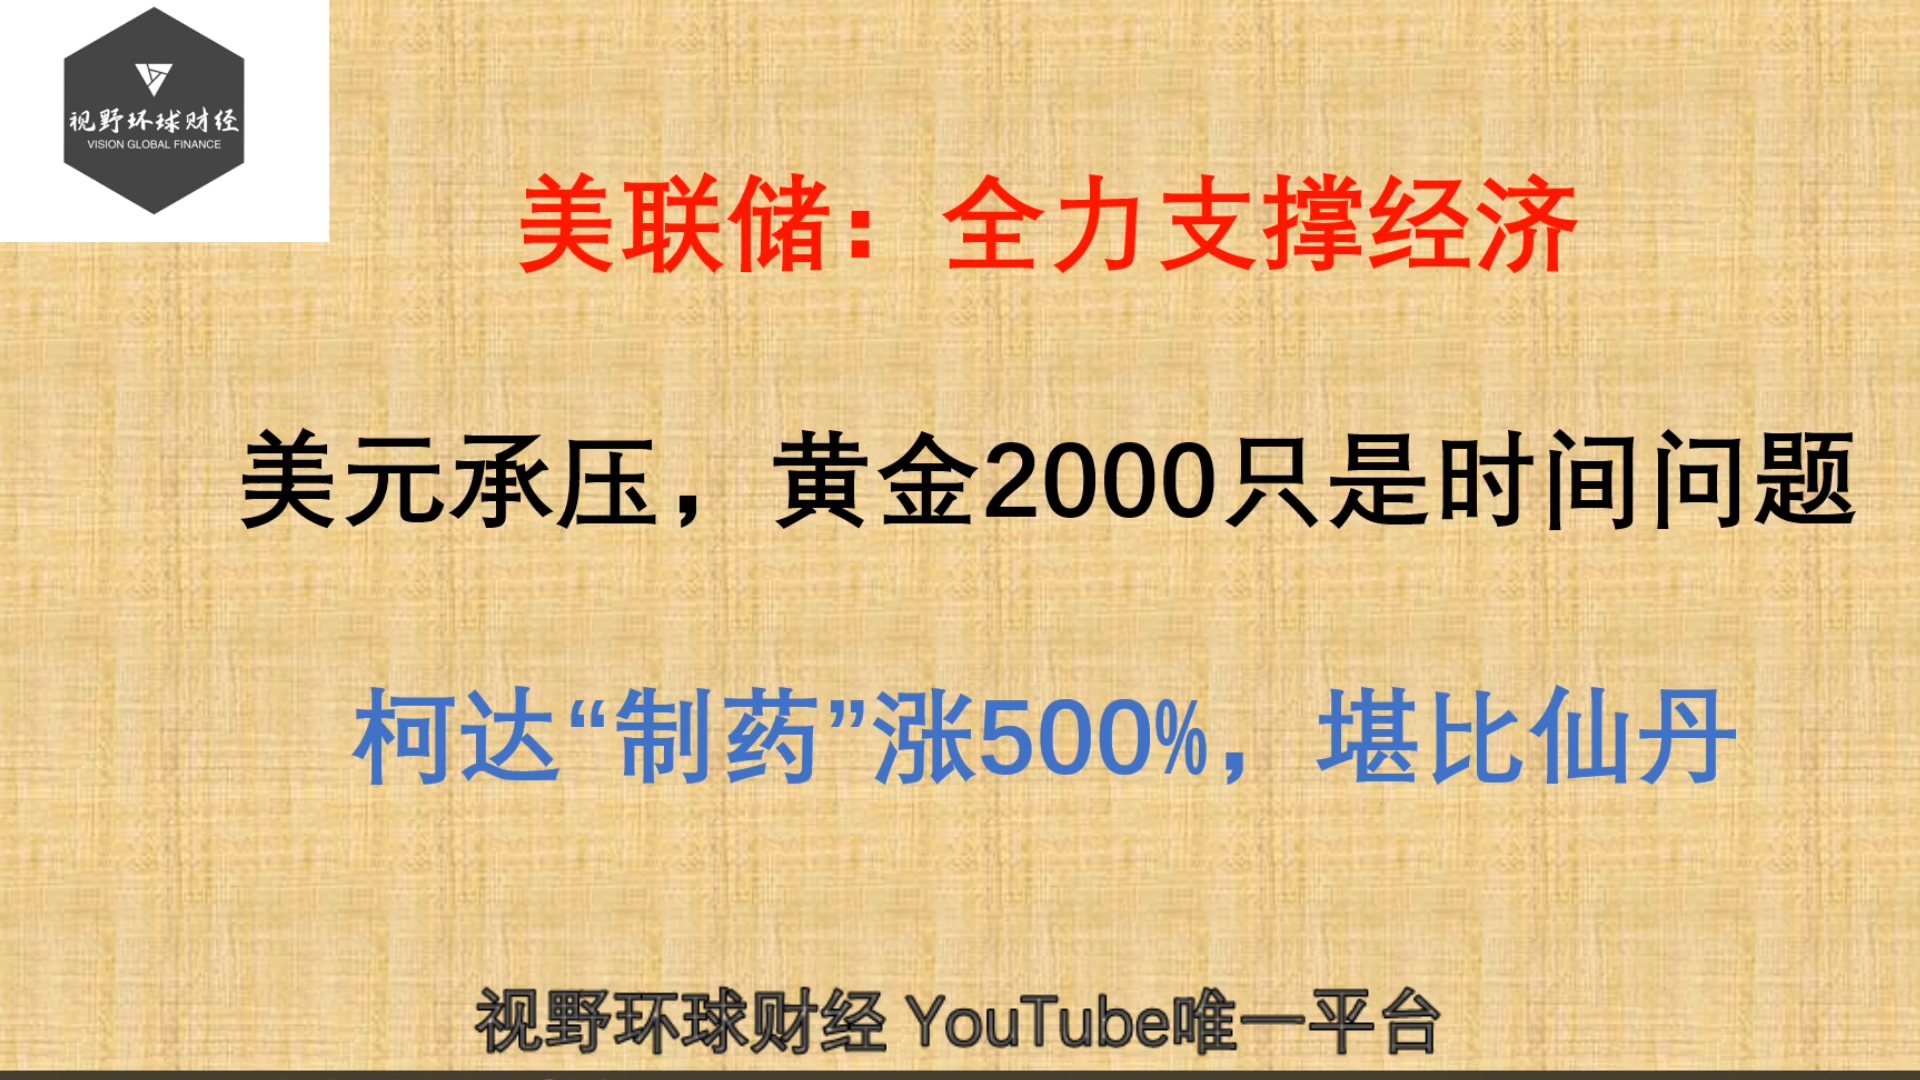 视野环球财经
VISION GLOBAL FINANCE
美联储：全力支撑经济
美元承压，黄金2000只是时间问题
柯达“制药”涨500%，堪比仙丹
视野环球财经 YouTube唯一平台